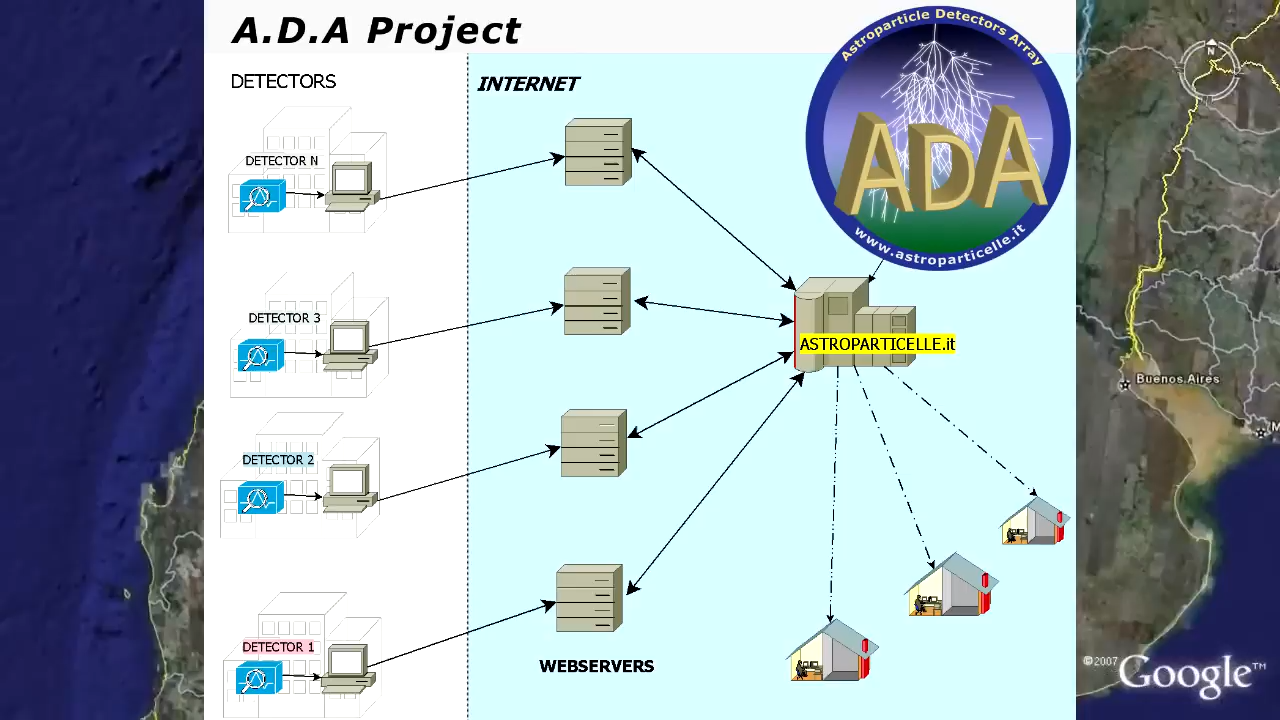 A.D.A Project
DETECTORS
INTERNET
Astroparticle Detectors Array
ADA
www.astroparticelle.it
DETECTOR N
DETECTOR 3
ASTROPARTICELLE.it
Buenos Aires
M
DETECTOR 2
DETECTOR 1
WEBSERVERS
©2007 Google™
N